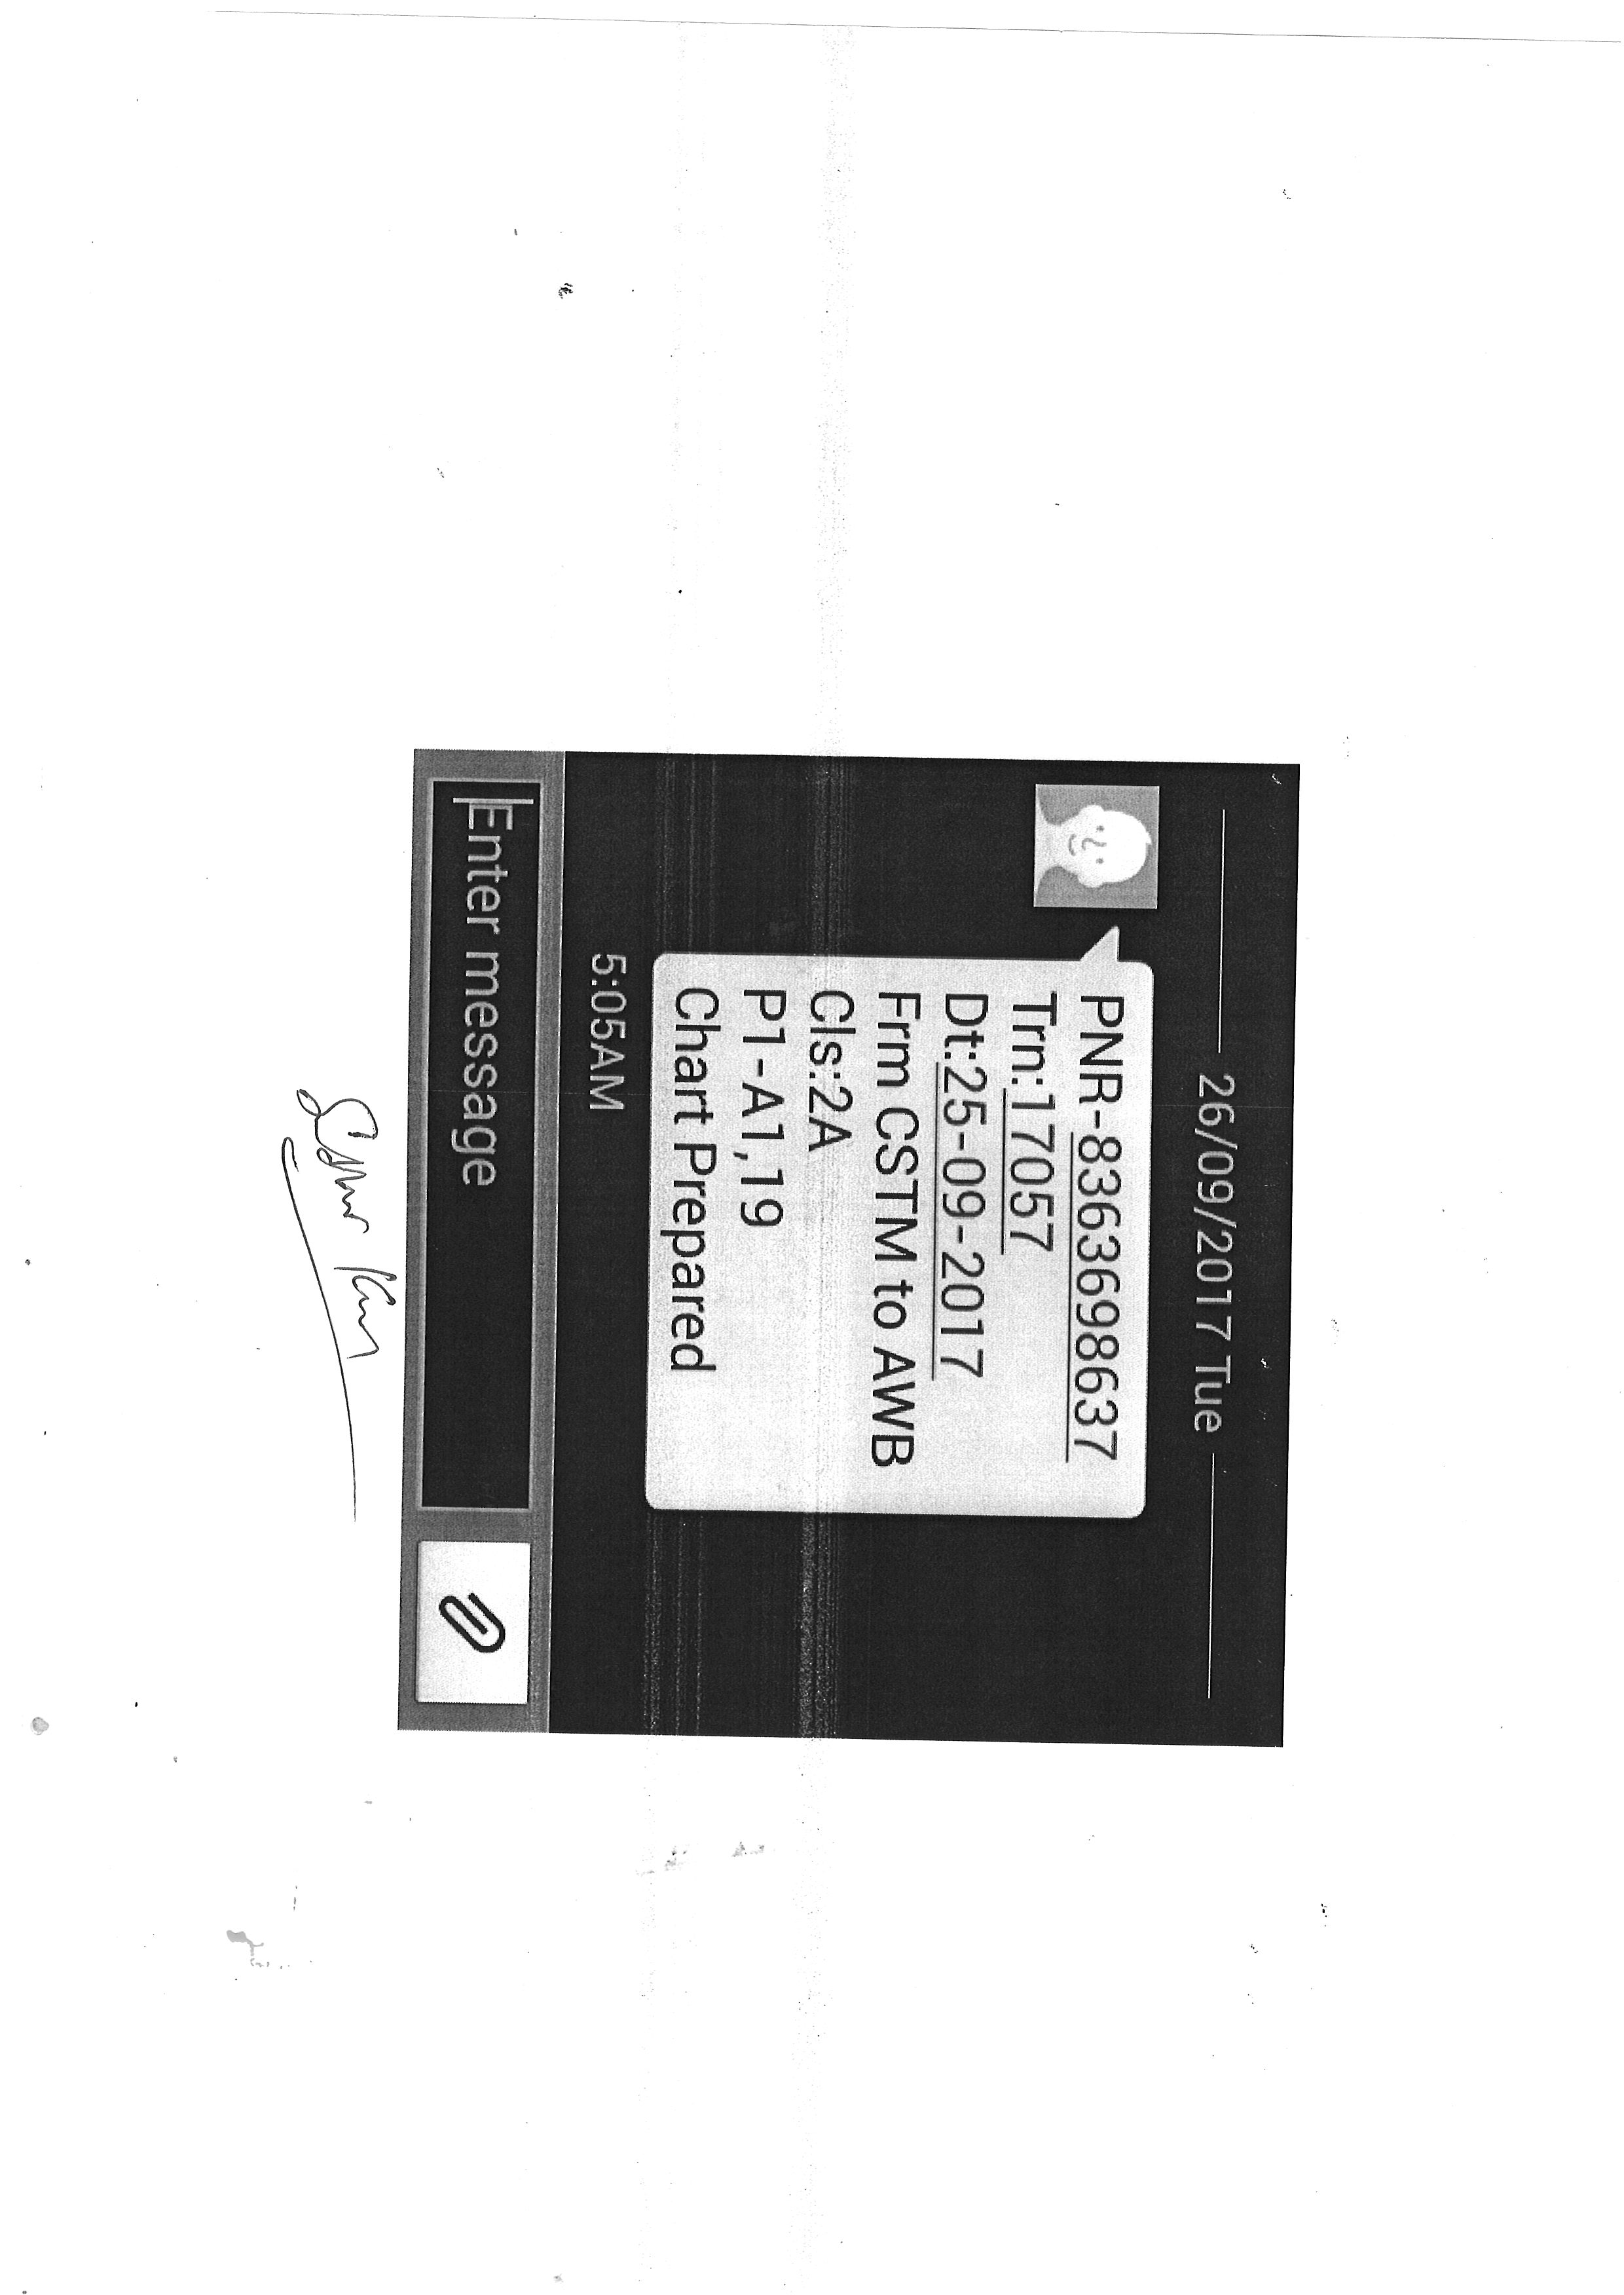 26/09/2017 Tue
PNR-8363698637
Trn:17057
Dt:25-09-2017
Frm CSTM to AWB
Cls:2A
P1-A1,19
Chart Prepared
5:05AM
Enter message